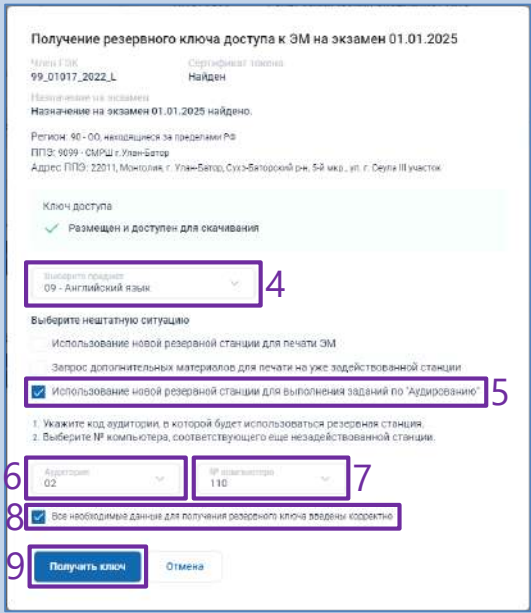 Получение резервного ключа доступа к ЭМ на экзамен 01.01.2025
Член ГЭК
Сертификат токена
99_01017_2022_L
Найден
Назначение на экзамен
Назначение на экзамен 01.01.2025 найдено.
Регион: 90 - ОО, находящиеся за пределами РФ
ППЭ: 9099 - СМРШ г.Улан-Батор
Адрес ППЭ: 22011, Монголия, г. Улан-Батор, Сухэ-Баторский р-н, 5-й мкр., ул. г. Сеула III участок
Ключ доступа
Размещен и доступен для скачивания
Выберите предмет
09 - Английский язык
4
Выберите нештатную ситуацию
Использование новой резервной станции для печати ЭМ
Запрос дополнительных материалов для печати на уже задействованной станции
Использование новой резервной станции для выполнения заданий по "Аудированию"
5
1. Укажите код аудитории, в которой будет использоваться резервная станция.
2. Выберите № компьютера, соответствующего еще незадействованной станции.
6
Аудитория
02
№ компьютера
110
7
8
Все необходимые данные для получения резервного ключа введены корректно
9
Получить ключ
Отмена